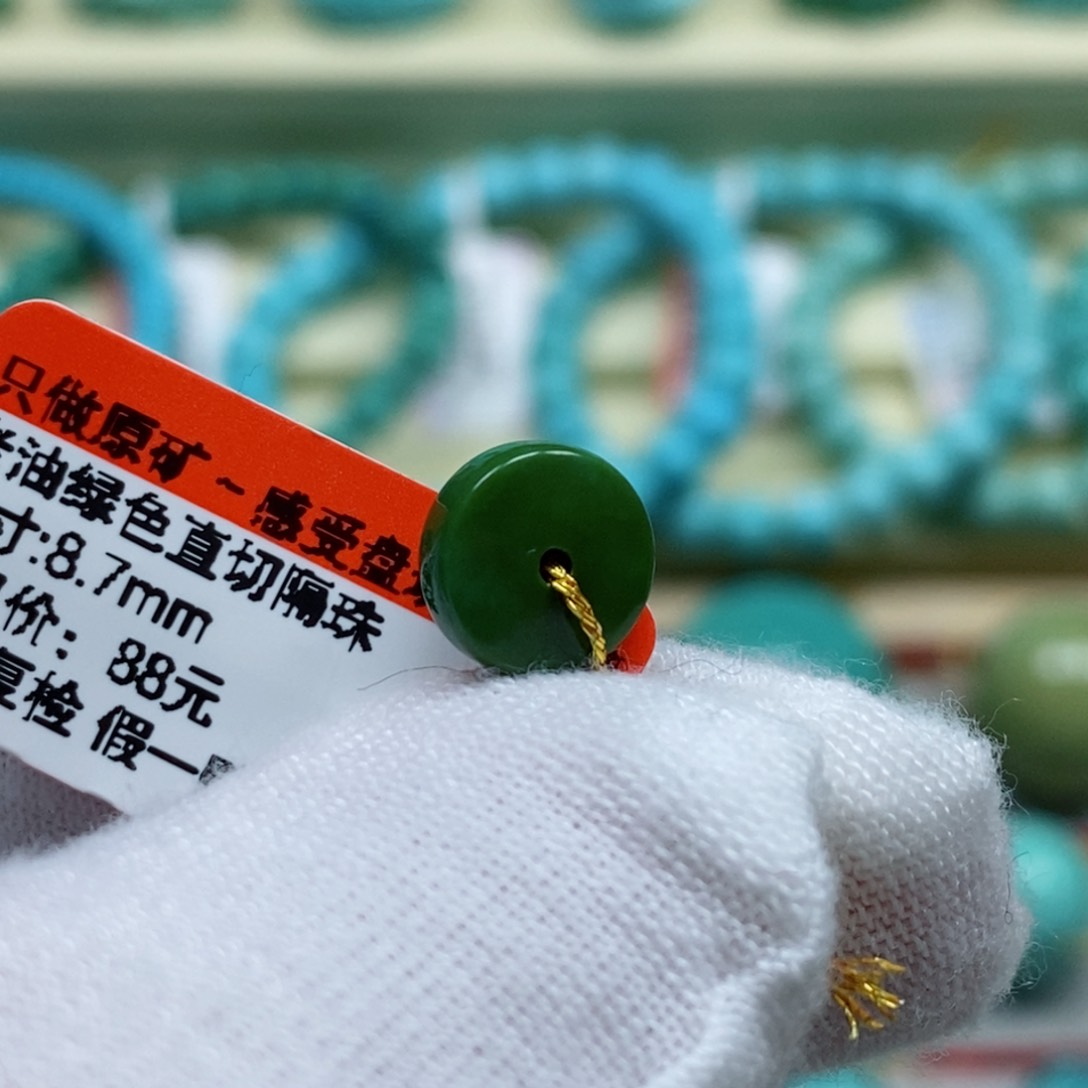 只做原矿~感受盘
油绿色直切隔珠
寸:8.7mm
价：88元
复检 假一